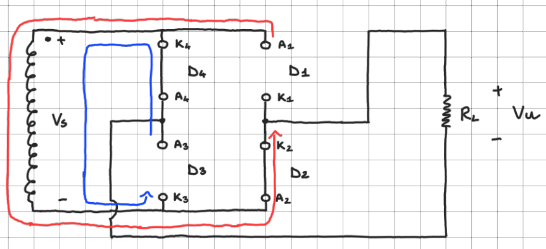 + K4 A1
D4 D1
A4 K1
Vs RL + Vu -
A3 K2
D3 D2
- K3 A2